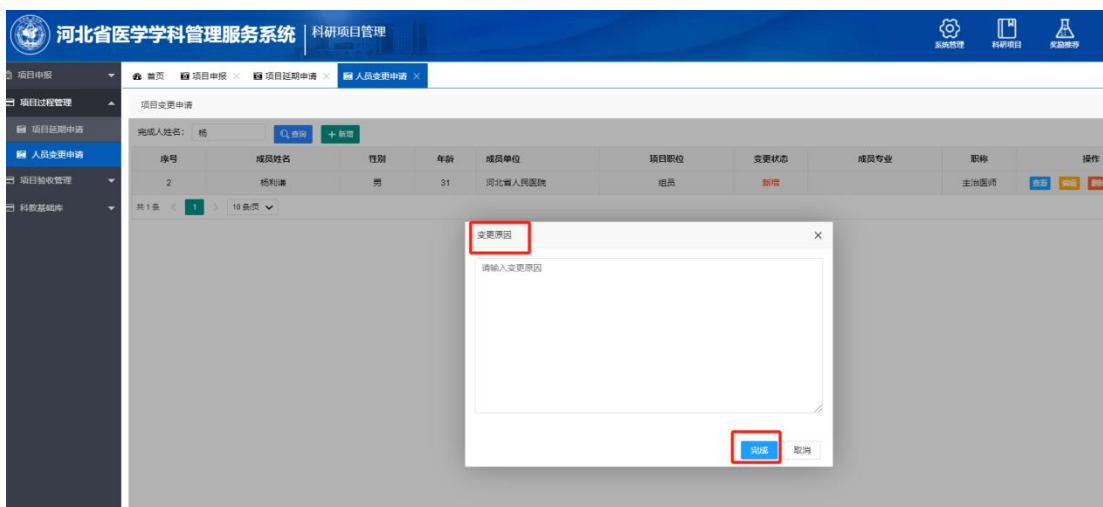 河北省医学学科管理服务系统 科研项目管理
系统管理 科研项目 奖励推荐
项目申报
首页 项目申报 项目延期申请 人员变更申请
项目过程管理
项目变更申请
项目延期申请
完成人姓名： 杨 查询 + 新增
人员变更申请
序号 成员姓名 性别 年龄 成员单位 项目职位 变更状态 成员专业 职称 操作
项目验收管理
2 杨利谦 男 31 河北省人民医院 组员 新增 主治医师 查看 编辑 删除
科教基础库
共 1 条 1 10 条/页
变更原因
请输入变更原因
完成 取消